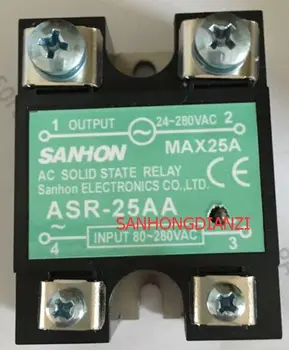 1 OUTPUT 24~280VAC 2
SANHON MAX25A
AC SOLID STATE RELAY
Sanhon ELECTRONICS CO.,LTD.
ASR-25AA
SANHONGDIANZI
4 INPUT 80~280VAC 3